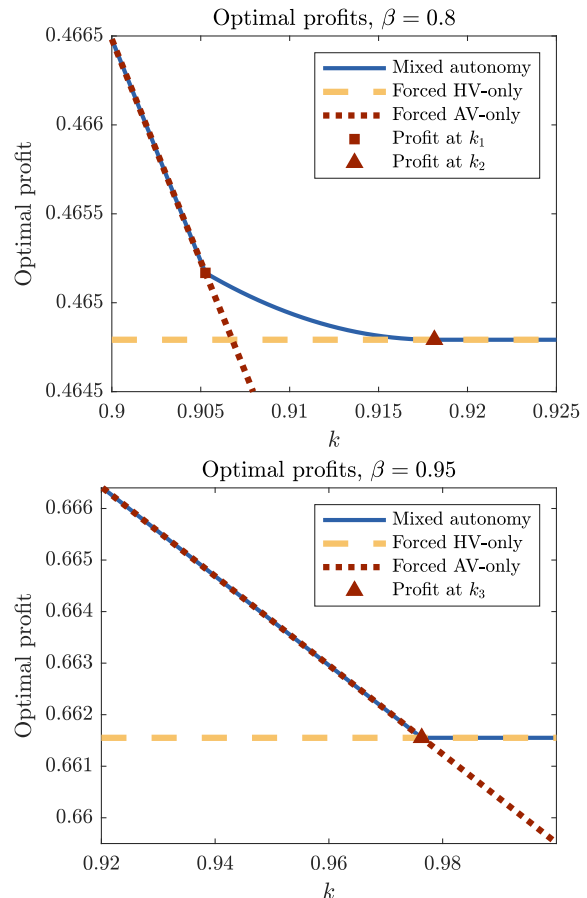 Optimal profits, β = 0.8
Optimal profit
0.4665
0.466
0.4655
0.465
0.4645
Mixed autonomy
Forced HV-only
Forced AV-only
Profit at k₁
Profit at k₂
0.9
0.905
0.91
0.915
0.92
0.925
k
Optimal profits, β = 0.95
Optimal profit
0.666
0.665
0.664
0.663
0.662
0.661
0.66
Mixed autonomy
Forced HV-only
Forced AV-only
Profit at k₃
0.92
0.94
0.96
0.98
k